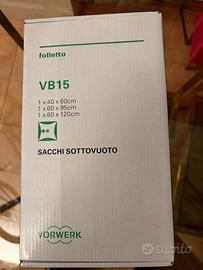 folletto
VB15
1 x 40 x 60cm
1 x 60 x 95cm
1 x 80 x 120cm
SACCHI SOTTOVUOTO
VORWERK
subito